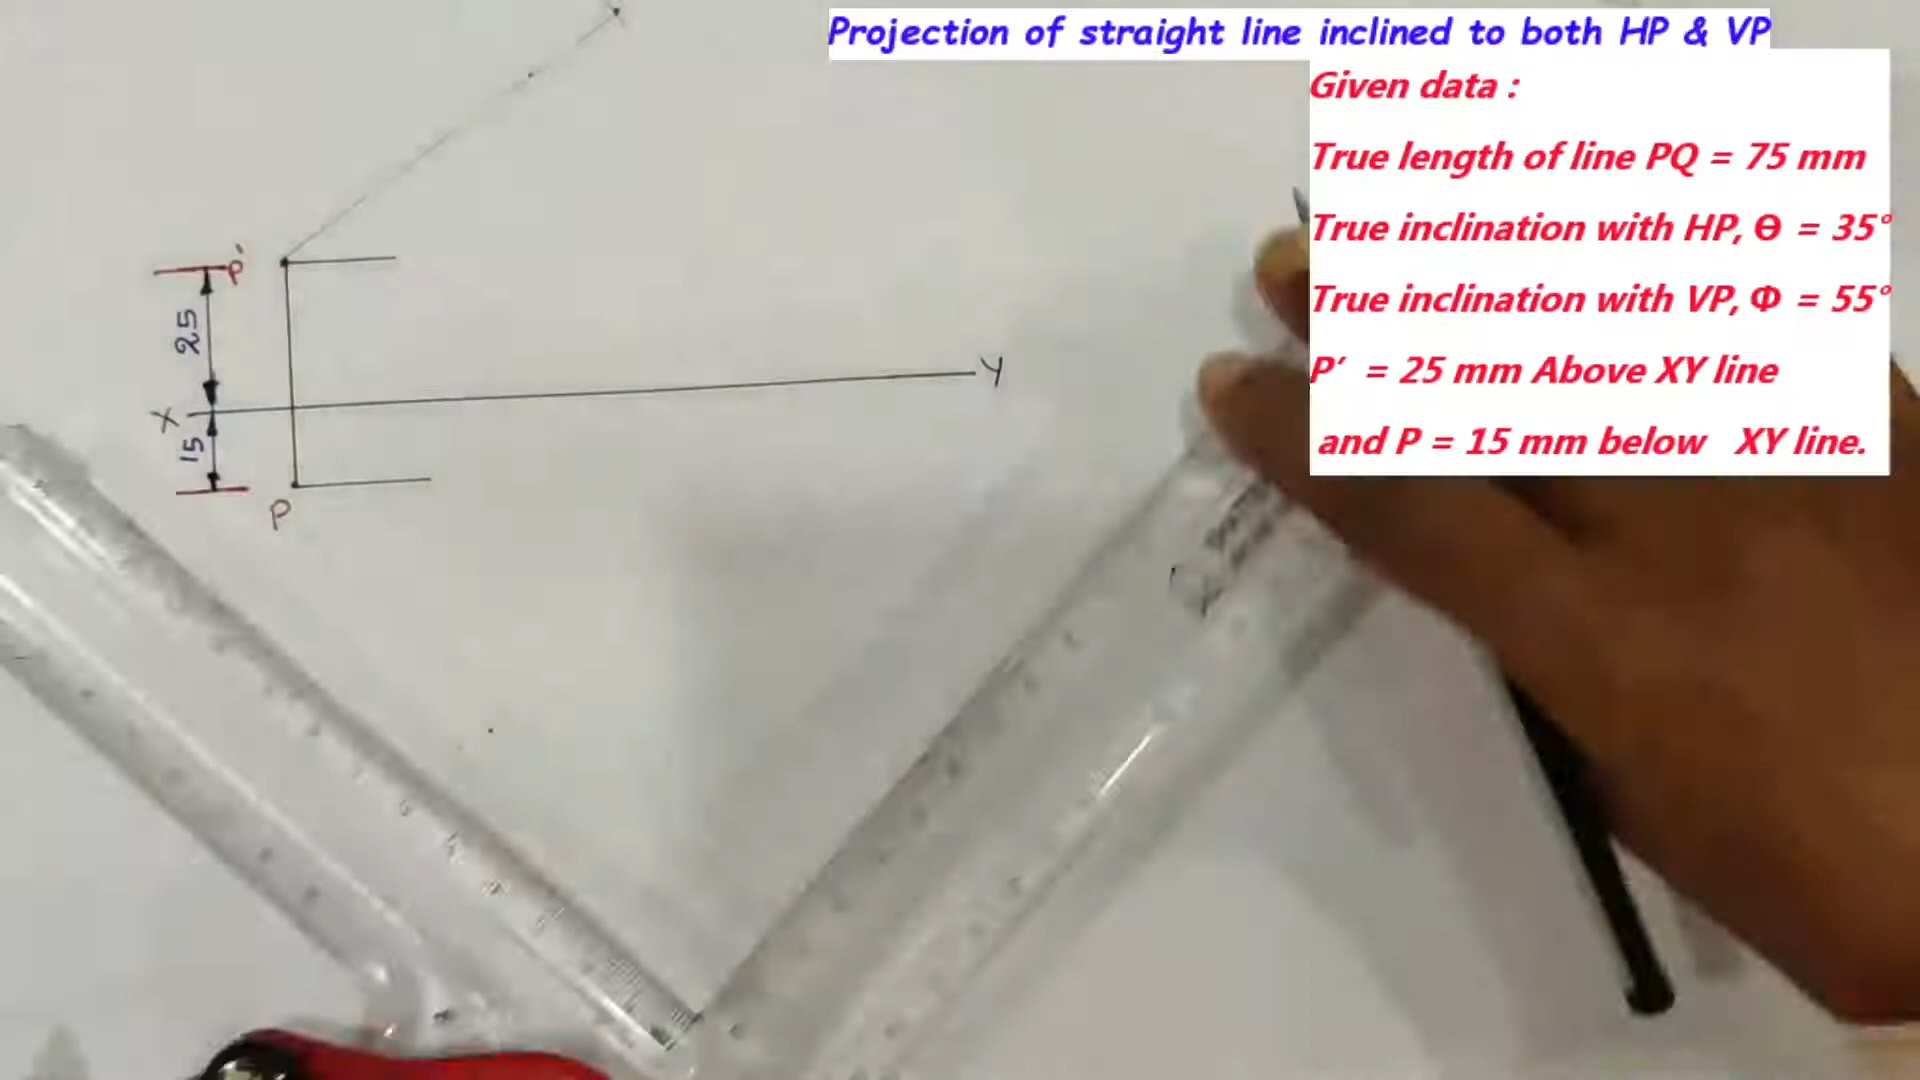 Projection of straight line inclined to both HP & VP
Given data :
True length of line PQ = 75 mm
True inclination with HP, Θ = 35°
True inclination with VP, Φ = 55°
P′ = 25 mm Above XY line
and P = 15 mm below XY line.
P'
25
X
Y
15
P